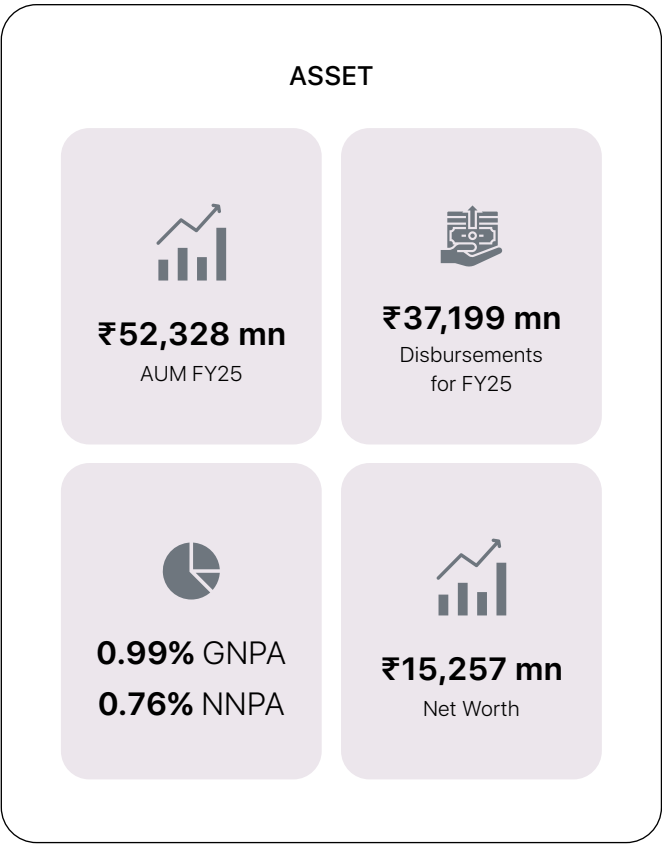 ASSET
₹52,328 mn
AUM FY25
₹37,199 mn
Disbursements
for FY25
0.99% GNPA
0.76% NNPA
₹15,257 mn
Net Worth